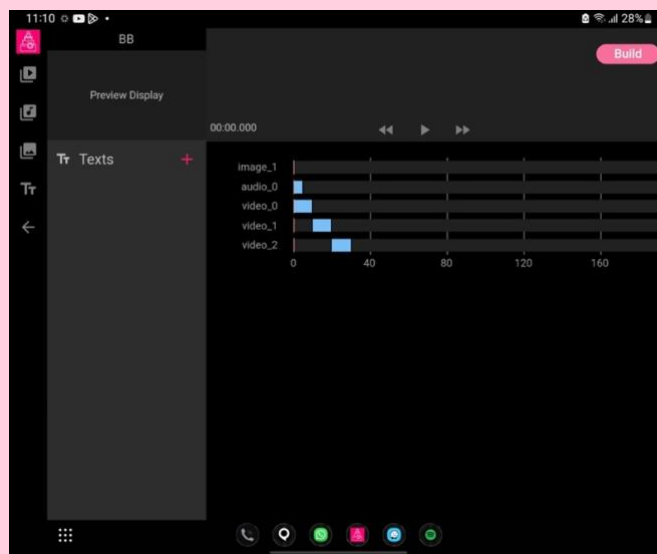 11:10
28%
BB
Build
Preview Display
00:00.000
Texts
image_1
audio_0
video_0
video_1
video_2
0 40 80 120 160